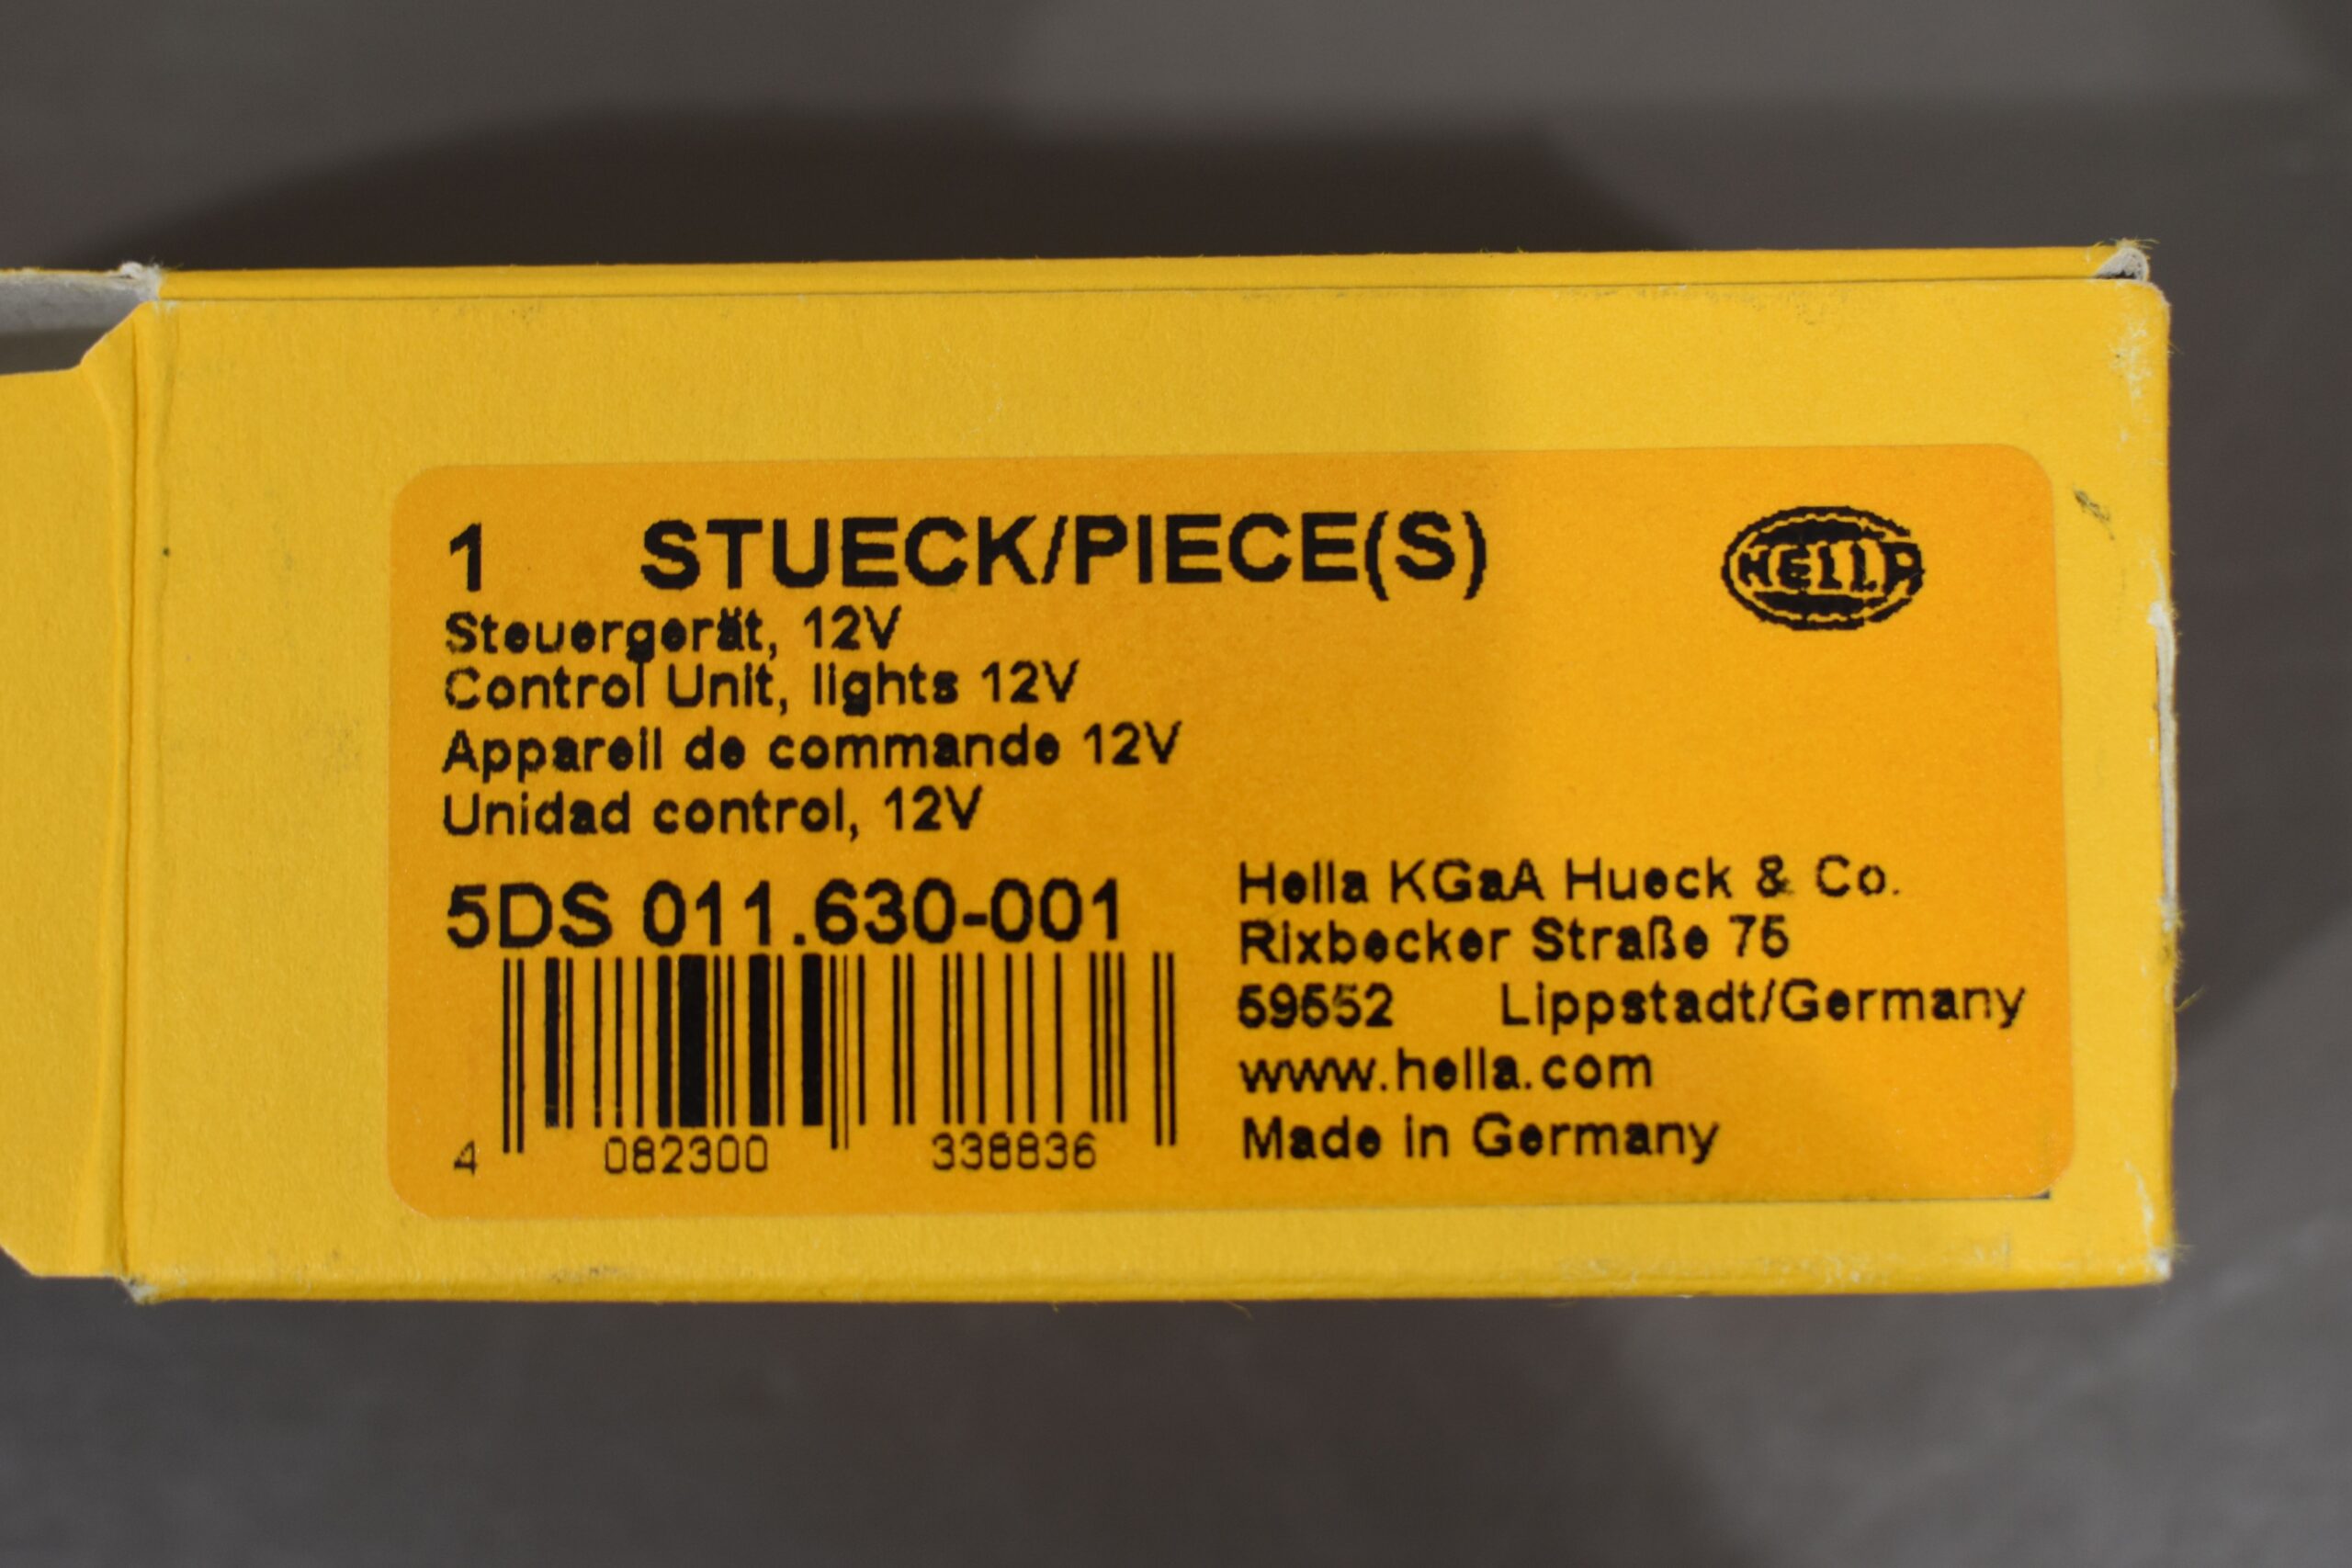 1 STUECK/PIECE(S)
HELLA
Steuergerät, 12V
Control Unit, lights 12V
Appareil de commande 12V
Unidad control, 12V
5DS 011.630-001
4 082300 338836
Hella KGaA Hueck & Co.
Rixbecker Straße 75
59552 Lippstadt/Germany
www.hella.com
Made in Germany